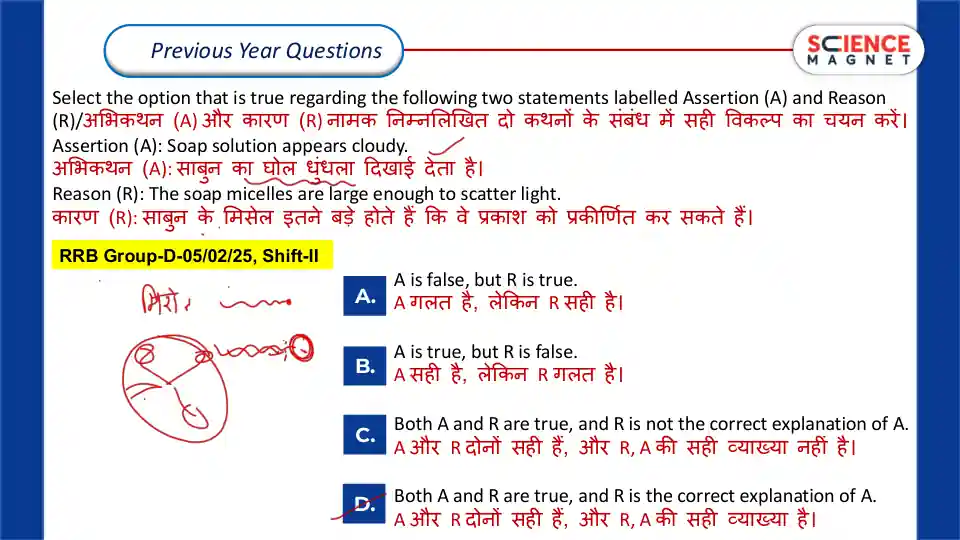 Previous Year Questions
SCIENCE
MAGNET
Select the option that is true regarding the following two statements labelled Assertion (A) and Reason
(R)/अभिकथन (A) और कारण (R) नामक निम्नलिखित दो कथनों के संबंध में सही विकल्प का चयन करें।
Assertion (A): Soap solution appears cloudy.
अभिकथन (A): साबुन का घोल धुंधला दिखाई देता है।
Reason (R): The soap micelles are large enough to scatter light.
कारण (R): साबुन के मिसेल इतने बड़े होते हैं कि वे प्रकाश को प्रकीर्णित कर सकते हैं।
RRB Group-D-05/02/25, Shift-II
A.
A is false, but R is true.
A गलत है, लेकिन R सही है।
B.
A is true, but R is false.
A सही है, लेकिन R गलत है।
C.
Both A and R are true, and R is not the correct explanation of A.
A और R दोनों सही हैं, और R, A की सही व्याख्या नहीं है।
D.
Both A and R are true, and R is the correct explanation of A.
A और R दोनों सही हैं, और R, A की सही व्याख्या है।